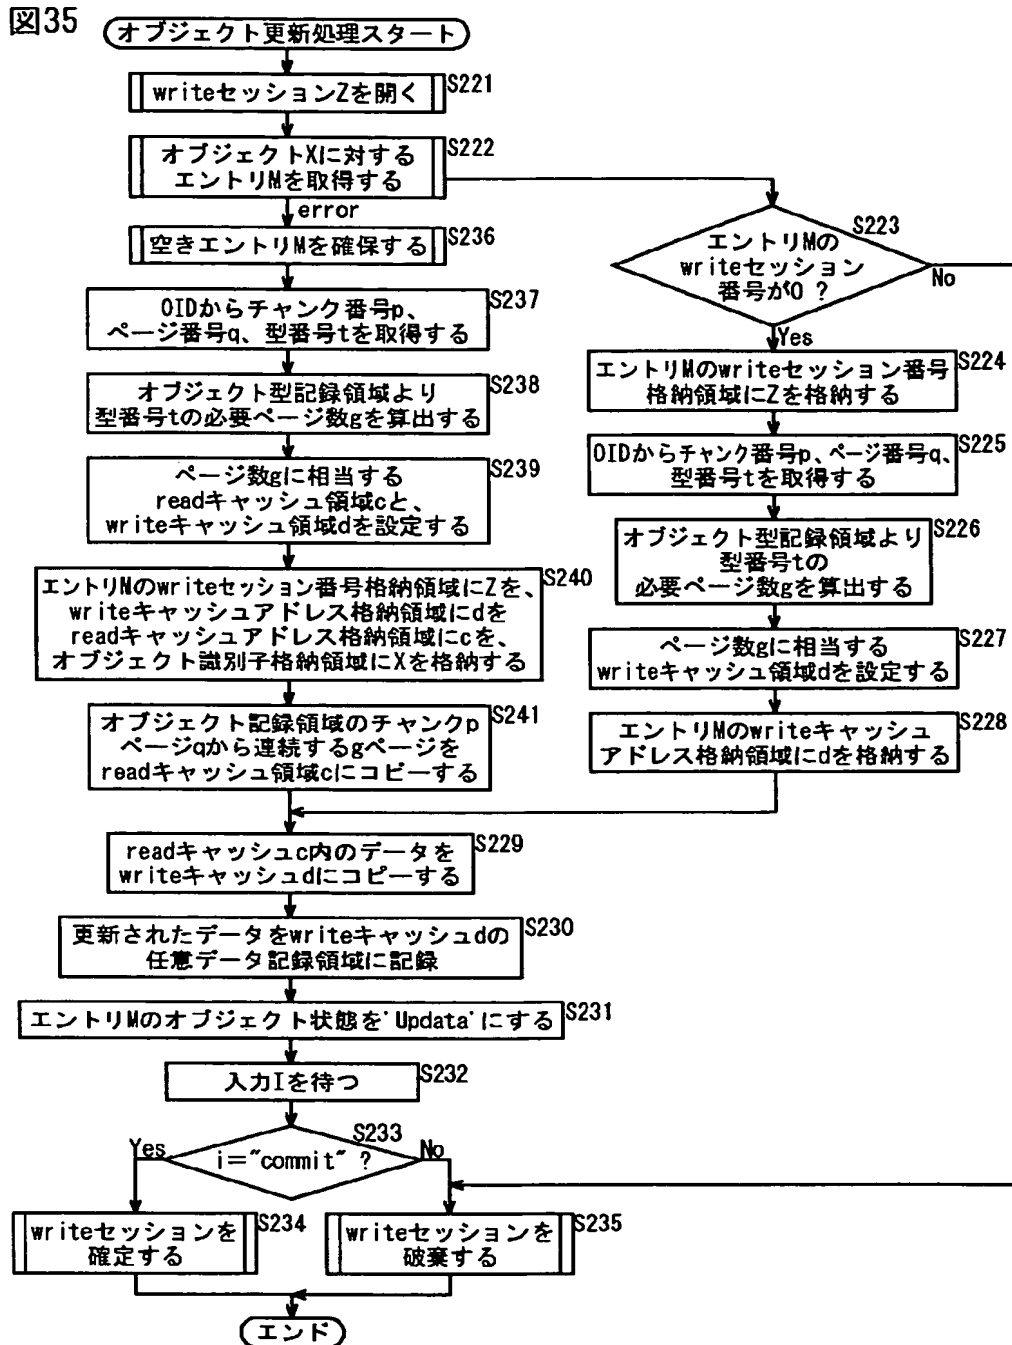 図35
オブジェクト更新処理スタート
writeセッションZを開く
S221
オブジェクトXに対する
エントリMを取得する
S222
error
空きエントリMを確保する
S236
OIDからチャンク番号p、
ページ番号q、型番号tを取得する
S237
オブジェクト型記録領域より
型番号tの必要ページ数gを算出する
S238
ページ数gに相当する
readキャッシュ領域cと、
writeキャッシュ領域dを設定する
S239
エントリMのwriteセッション番号格納領域にZを、
writeキャッシュアドレス格納領域にdを
readキャッシュアドレス格納領域にcを、
オブジェクト識別子格納領域にXを格納する
S240
オブジェクト記録領域のチャンクp
ページqから連続するgページを
readキャッシュ領域cにコピーする
S241
エントリMの
writeセッション
番号が0 ?
S223
No
Yes
エントリMのwriteセッション番号
格納領域にZを格納する
S224
OIDからチャンク番号p、ページ番号q、
型番号tを取得する
S225
オブジェクト型記録領域より
型番号tの
必要ページ数gを算出する
S226
ページ数gに相当する
writeキャッシュ領域dを設定する
S227
エントリMのwriteキャッシュ
アドレス格納領域にdを格納する
S228
readキャッシュc内のデータを
writeキャッシュdにコピーする
S229
更新されたデータをwriteキャッシュdの
任意データ記録領域に記録
S230
エントリMのオブジェクト状態を'Updata'にする
S231
入力Iを待つ
S232
i="commit" ?
S233
Yes
No
writeセッションを
確定する
S234
writeセッションを
破棄する
S235
エンド